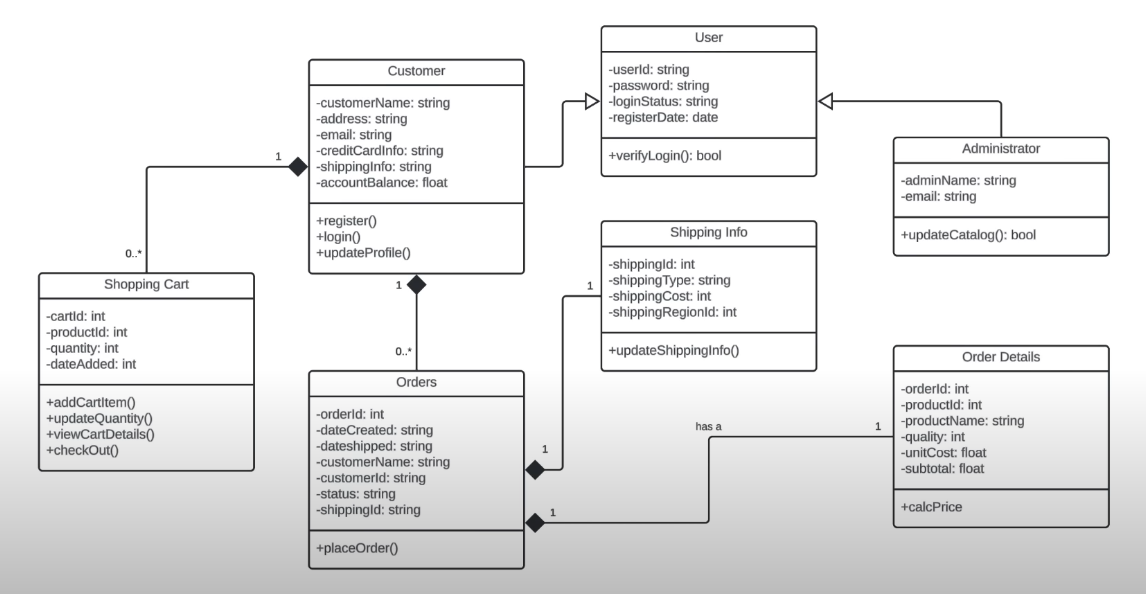 User
-userId: string
-password: string
-loginStatus: string
-registerDate: date
+verifyLogin(): bool
Customer
-customerName: string
-address: string
-email: string
-creditCardInfo: string
-shippingInfo: string
-accountBalance: float
+register()
+login()
+updateProfile()
Administrator
-adminName: string
-email: string
+updateCatalog(): bool
1
0..*
Shopping Cart
-cartId: int
-productId: int
-quantity: int
-dateAdded: int
+addCartItem()
+updateQuantity()
+viewCartDetails()
+checkOut()
1
0..*
Orders
-orderId: int
-dateCreated: string
-dateshipped: string
-customerName: string
-customerId: string
-status: string
-shippingId: string
+placeOrder()
1
1
Shipping Info
-shippingId: int
-shippingType: string
-shippingCost: int
-shippingRegionId: int
+updateShippingInfo()
1
has a
1
Order Details
-orderId: int
-productId: int
-productName: string
-quality: int
-unitCost: float
-subtotal: float
+calcPrice